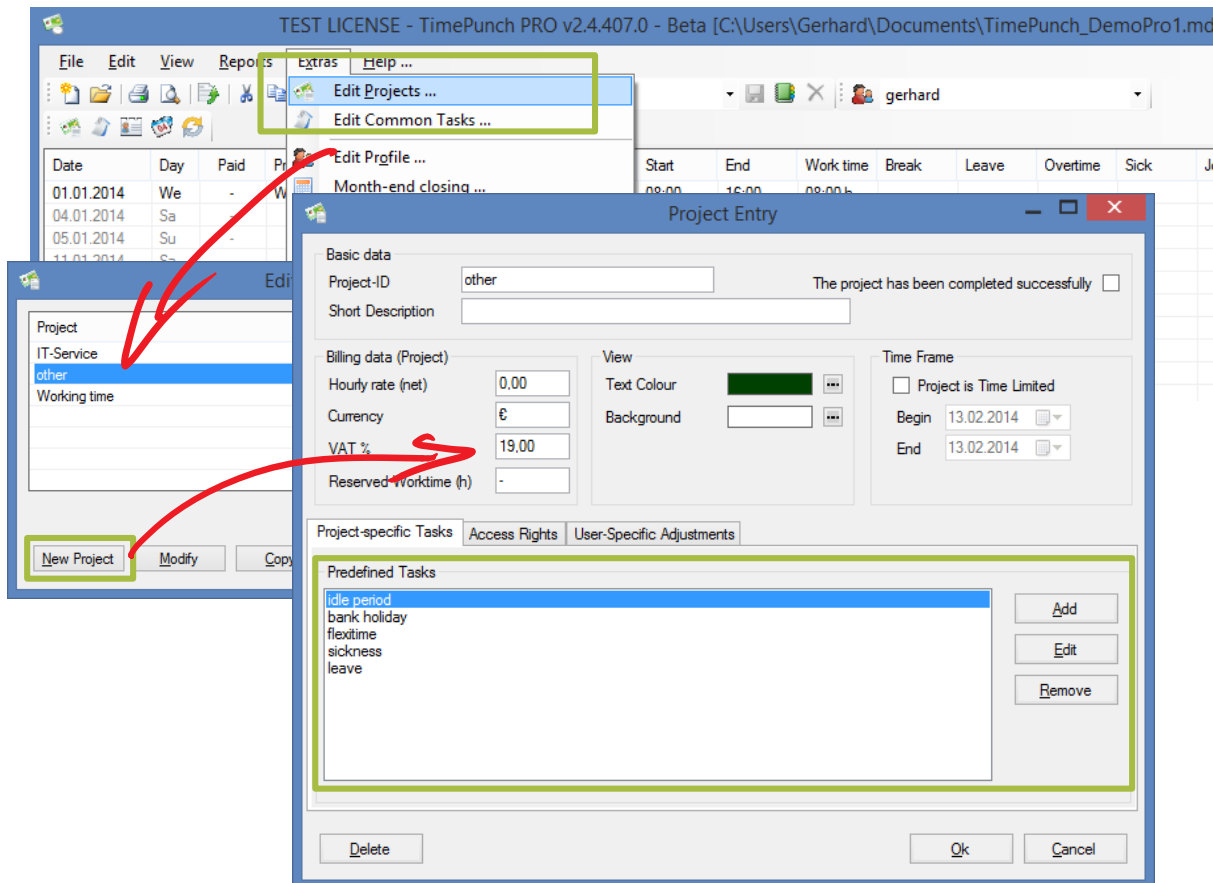 TEST LICENSE - TimePunch PRO v2.4.407.0 - Beta [C:\Users\Gerhard\Documents\TimePunch_DemoPro1.md
File Edit View Reports Extras Help ...
Edit Projects ...
gerhard
Edit Common Tasks ...
Edit Profile ...
Month-end closing ...
Date Day Paid Pr Start End Work time Break Leave Overtime Sick
01.01.2014 We - W 08:00 16:00 08:00 h
04.01.2014 Sa -
05.01.2014 Su -
11.01.2014 Sa
Edi
Project
IT-Service
other
Working time
New Project Modify Copy
Project Entry
Basic data
Project-ID other The project has been completed successfully
Short Description
Billing data (Project)
Hourly rate (net) 0,00
Currency €
VAT % 19,00
Reserved Worktime (h) -
View
Text Colour ...
Background ...
Time Frame
Project is Time Limited
Begin 13.02.2014
End 13.02.2014
Project-specific Tasks Access Rights User-Specific Adjustments
Predefined Tasks
idle period
bank holiday
flexitime
sickness
leave
Add
Edit
Remove
Delete Ok Cancel